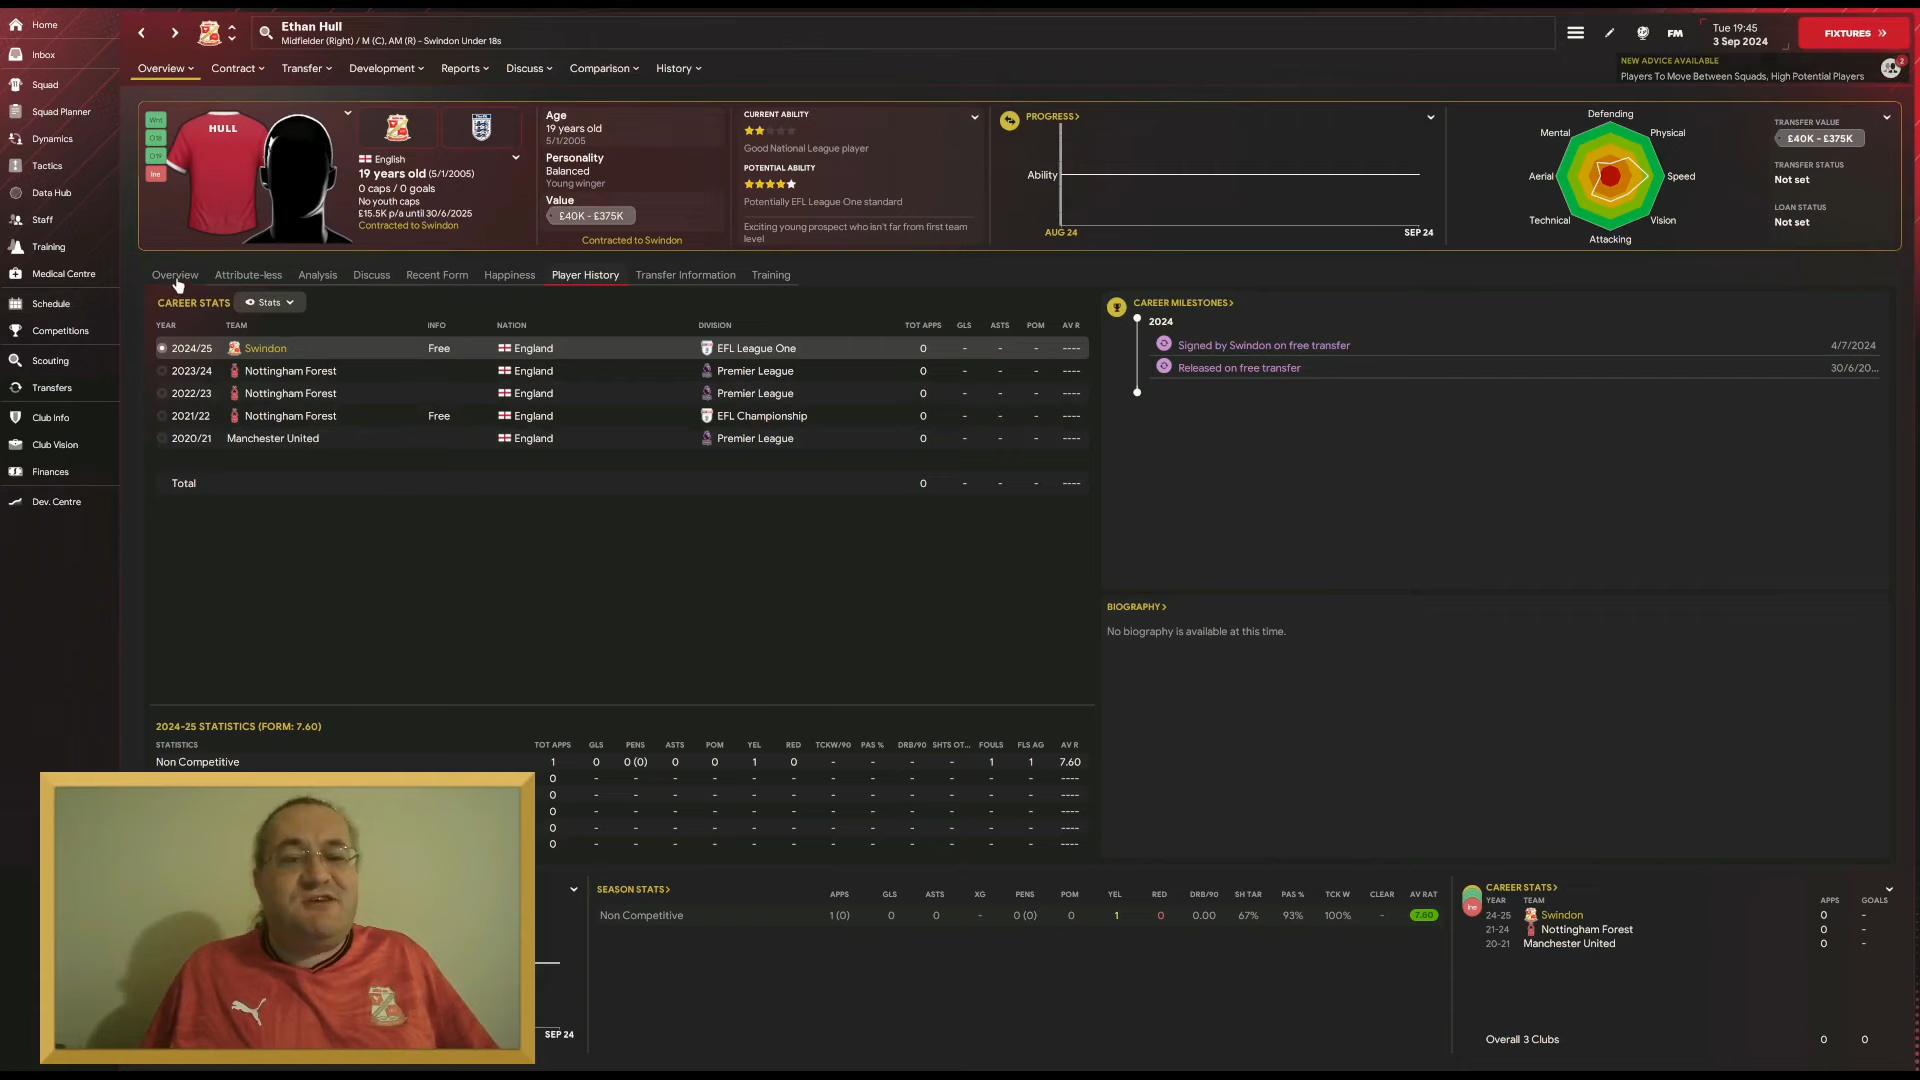 Home
Inbox
Squad
Squad Planner
Dynamics
Tactics
Data Hub
Staff
Training
Medical Centre
Schedule
Competitions
Scouting
Transfers
Club Info
Club Vision
Finances
Dev. Centre
Ethan Hull
Midfielder (Right) / M (C), AM (R) - Swindon Under 18s
FM
Tue 19:45
3 Sep 2024
FIXTURES
Overview Contract Transfer Development Reports Discuss Comparison History
NEW ADVICE AVAILABLE
Players To Move Between Squads, High Potential Players
2
Wnt
O18
O19
Ine
HULL
English
19 years old (5/1/2005)
0 caps / 0 goals
No youth caps
£15.5K p/a until 30/6/2025
Contracted to Swindon
Age
19 years old
5/1/2005
Personality
Balanced
Young winger
Value
£40K - £375K
Contracted to Swindon
CURRENT ABILITY
Good National League player
POTENTIAL ABILITY
Potentially EFL League One standard
Exciting young prospect who isn't far from first team
level
PROGRESS
Ability
AUG 24 SEP 24
Defending
Mental Physical
Aerial Speed
Technical Vision
Attacking
TRANSFER VALUE
£40K - £375K
TRANSFER STATUS
Not set
LOAN STATUS
Not set
Overview Attribute-less Analysis Discuss Recent Form Happiness Player History Transfer Information Training
CAREER STATS Stats
YEAR TEAM INFO NATION DIVISION TOT APPS GLS ASTS POM AV R
2024/25 Swindon Free England EFL League One 0 - - - ----
2023/24 Nottingham Forest England Premier League 0 - - - ----
2022/23 Nottingham Forest England Premier League 0 - - - ----
2021/22 Nottingham Forest Free England EFL Championship 0 - - - ----
2020/21 Manchester United England Premier League 0 - - - ----
Total 0 - - - ----
CAREER MILESTONES
2024
Signed by Swindon on free transfer 4/7/2024
Released on free transfer 30/6/20...
BIOGRAPHY
No biography is available at this time.
2024-25 STATISTICS (FORM: 7.60)
STATISTICS TOT APPS GLS PENS ASTS POM YEL RED TCKW/90 PAS % DRB/90 SHTS OT... FOULS FLS AG AV R
Non Competitive 1 0 0 (0) 0 0 1 0 - - - - 1 1 7.60
0 - - - - - - - - - - - - ----
0 - - - - - - - - - - - - ----
0 - - - - - - - - - - - - ----
0 - - - - - - - - - - - - ----
0 - - - - - - - - - - - - ----
SEP 24
SEASON STATS
APPS GLS ASTS XG PENS POM YEL RED DRB/90 SH TAR PAS % TCK W CLEAR AV RAT
Non Competitive 1 (0) 0 0 - 0 (0) 0 1 0 0.00 67% 93% 100% - 7.60
Ine
CAREER STATS
YEAR TEAM APPS GOALS
24-25 Swindon 0 -
21-24 Nottingham Forest 0 -
20-21 Manchester United 0 -
Overall 3 Clubs 0 0